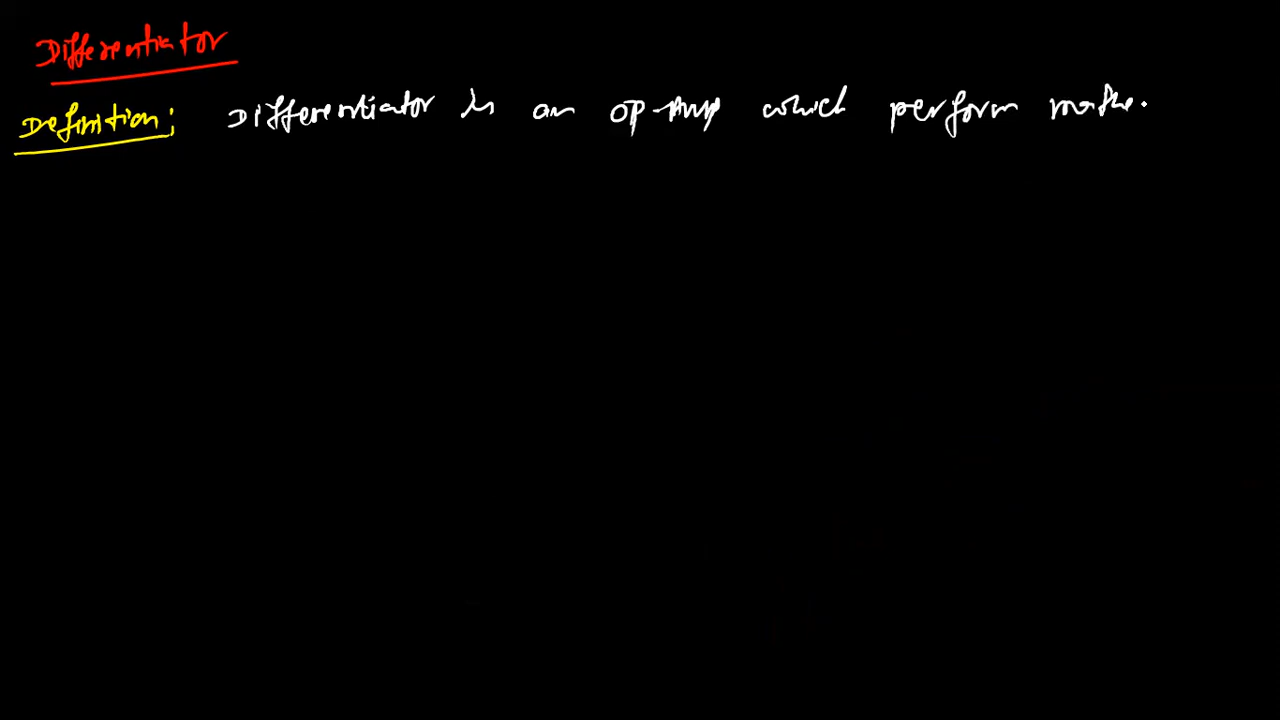 Differentiator
Definition: Differentiator is an OP-Amp which perform mathe.